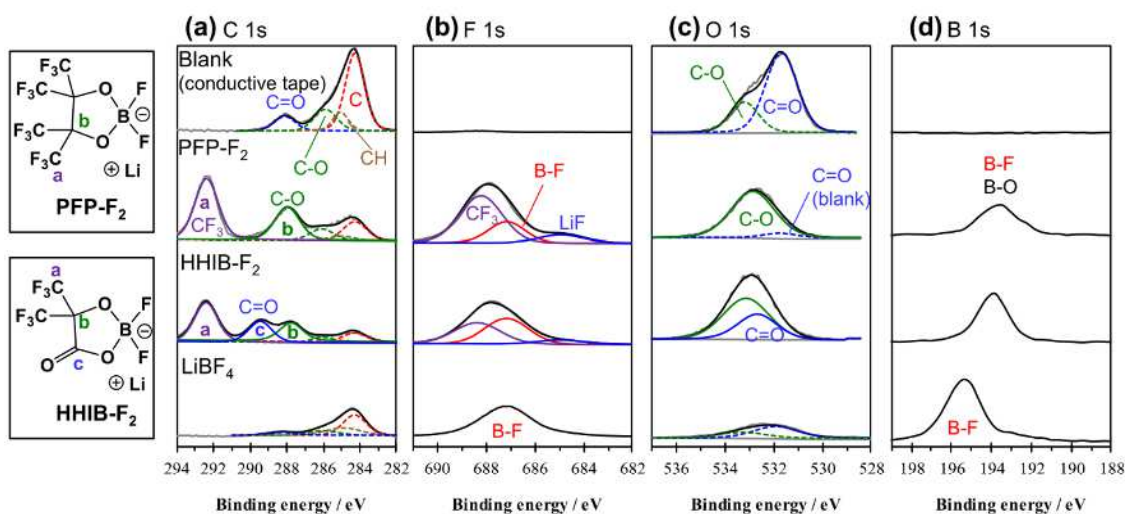 (a) C 1s
(b) F 1s
(c) O 1s
(d) B 1s
F3C
F3C
F3C
F3C
O
O
B
F
F
⊖
b
a
⊕ Li
PFP-F2
a
F3C
F3C
b
O
O
O
B
F
F
⊖
c
⊕ Li
HHIB-F2
Blank
(conductive tape)
C=O
C
C-O
CH
PFP-F2
a
CF3
C-O
b
HHIB-F2
C=O
a
c
b
LiBF4
294 292 290 288 286 284 282
Binding energy / eV
B-F
CF3
LiF
B-F
690 688 686 684 682
Binding energy / eV
C-O
C=O
C=O
(blank)
C-O
C=O
536 534 532 530 528
Binding energy / eV
B-F
B-O
B-F
198 196 194 192 190 188
Binding energy / eV